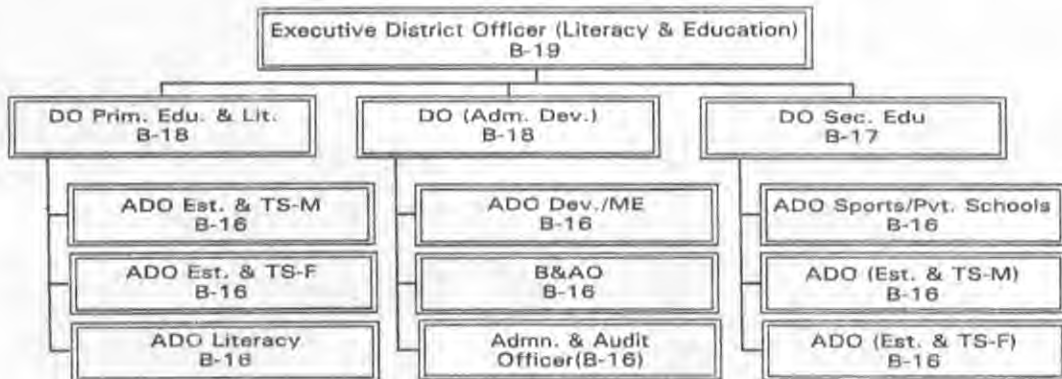 Executive District Officer (Literacy & Education)
B-19
DO Prim. Edu. & Lit.
B-18
DO (Adm. Dev.)
B-18
DO Sec. Edu
B-17
ADO Est. & TS-M
B-16
ADO Dev./ME
B-16
ADO Sports/Pvt. Schools
B-16
ADO Est. & TS-F
B-16
B&AO
B-16
ADO (Est. & TS-M)
B-16
ADO Literacy
B-16
Admn. & Audit
Officer(B-16)
ADO (Est. & TS-F)
B-16